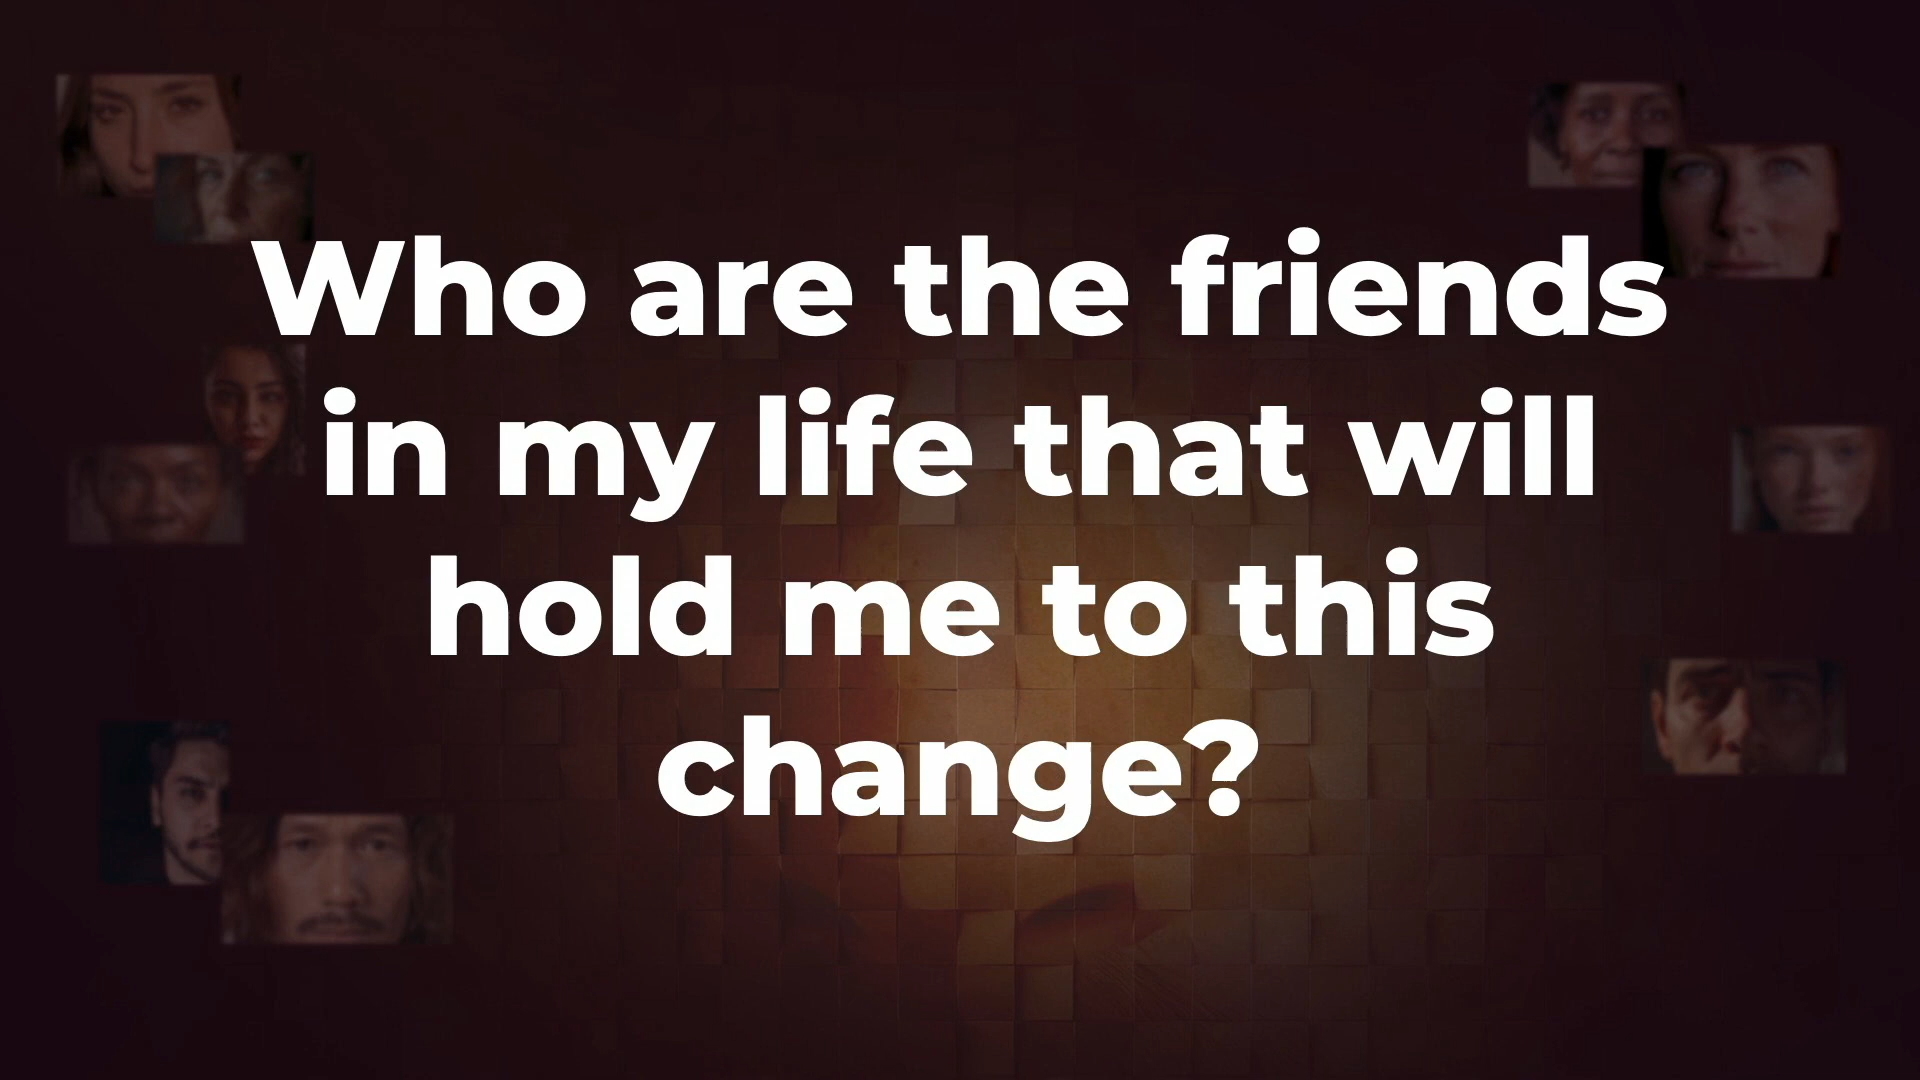 Who are the friends
in my life that will
hold me to this
change?